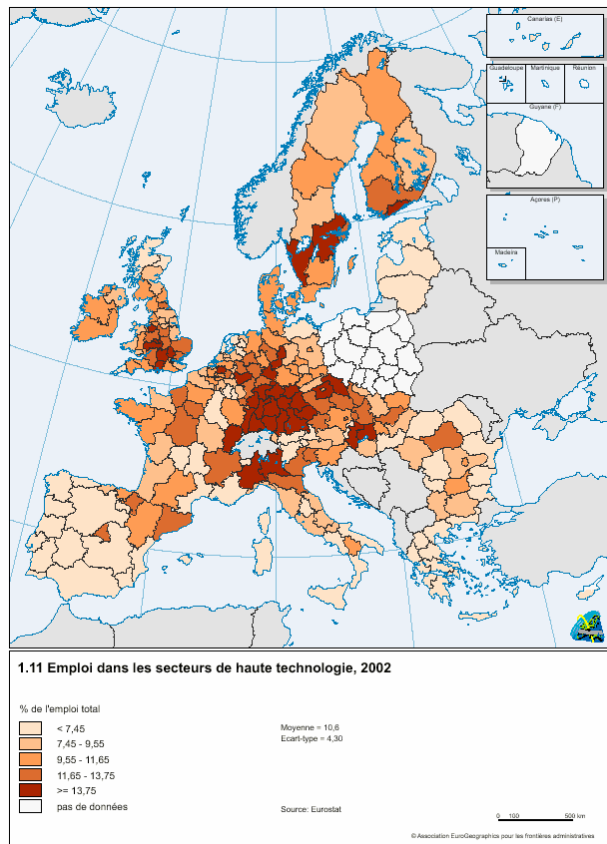 Canarias (E)
Guadeloupe
Martinique
Réunion
Guyane (F)
Açores (P)
Madeira
1.11 Emploi dans les secteurs de haute technologie, 2002
% de l'emploi total
< 7,45
7,45 - 9,55
9,55 - 11,65
11,65 - 13,75
>= 13,75
pas de données
Moyenne = 10,6
Ecart-type = 4,30
Source: Eurostat
0 100 500 km
© Association EuroGeographics pour les frontières administratives